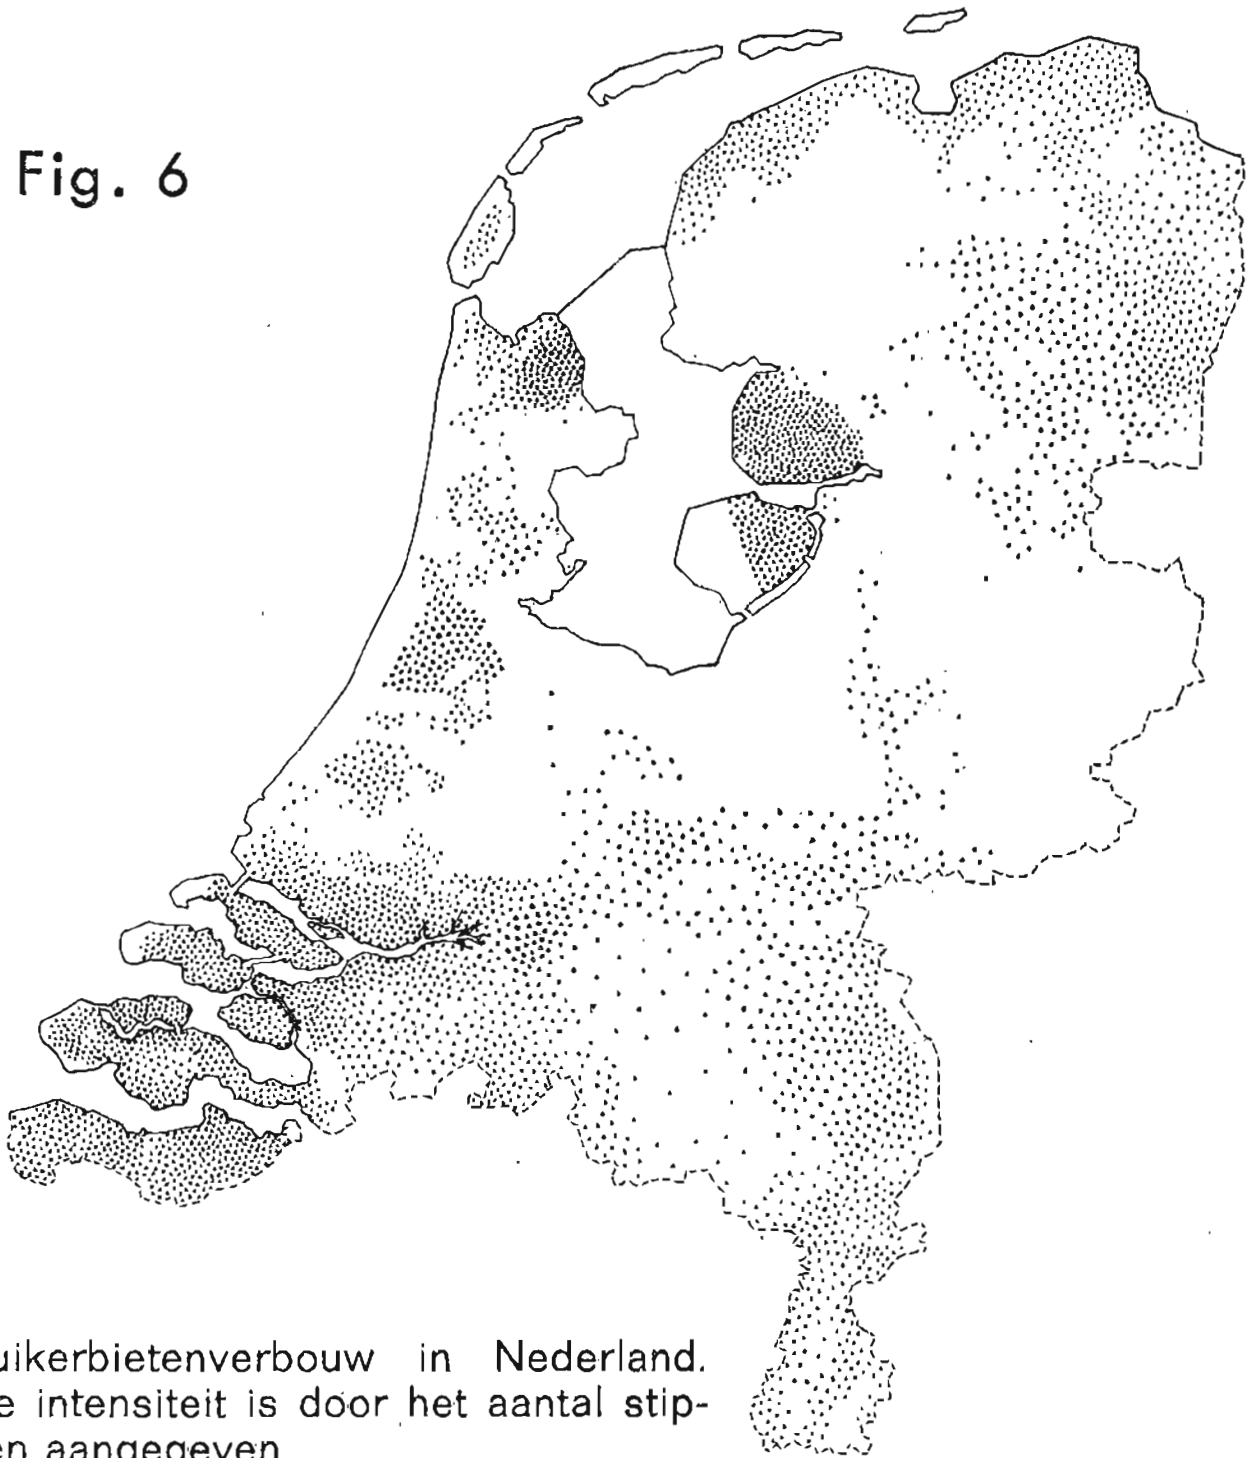 Fig. 6
uikerbietenverbouw in Nederland.
e intensiteit is door het aantal stip-
en aangegeven